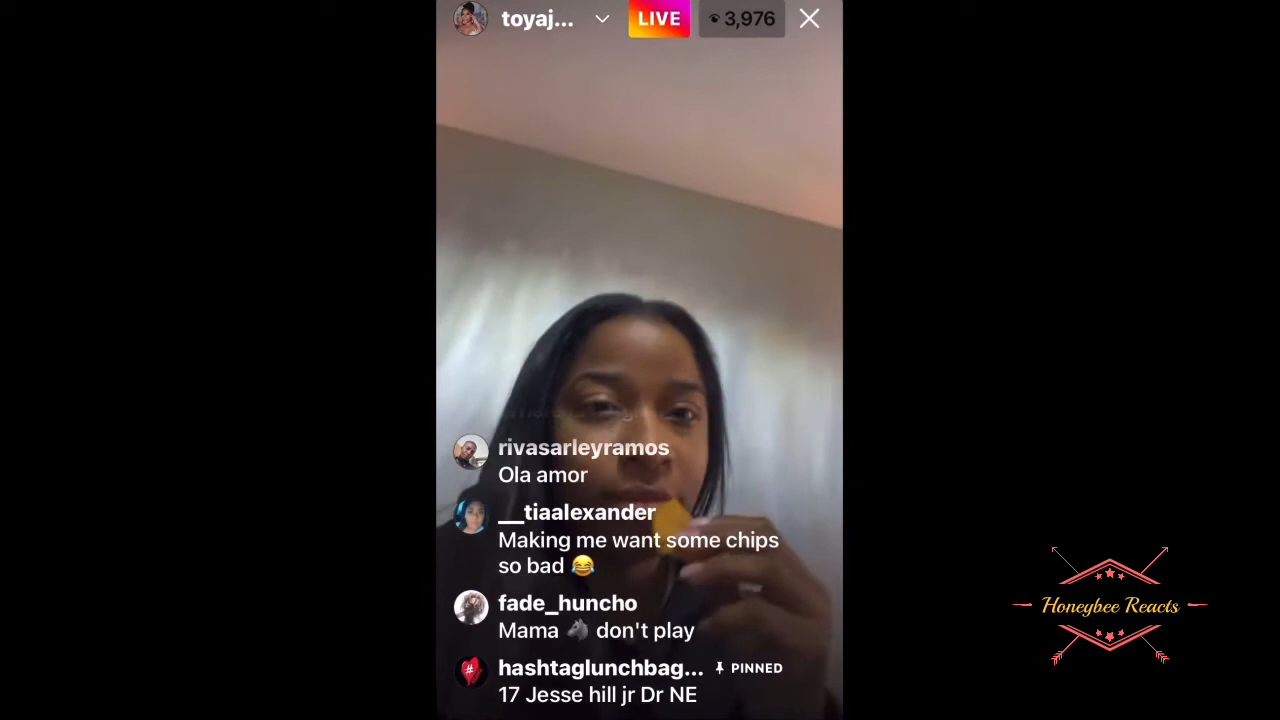 toyaj...
LIVE
3,976
rivasarleyramos
Ola amor
__tiaalexander
Making me want some chips
so bad 😂
fade_huncho
Mama 🐴 don't play
hashtaglunchbag... PINNED
17 Jesse hill jr Dr NE
Honeybee Reacts